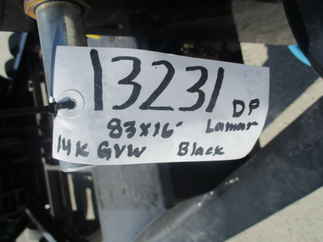 13231 DP
83x16' Lamar
14k GVW Black